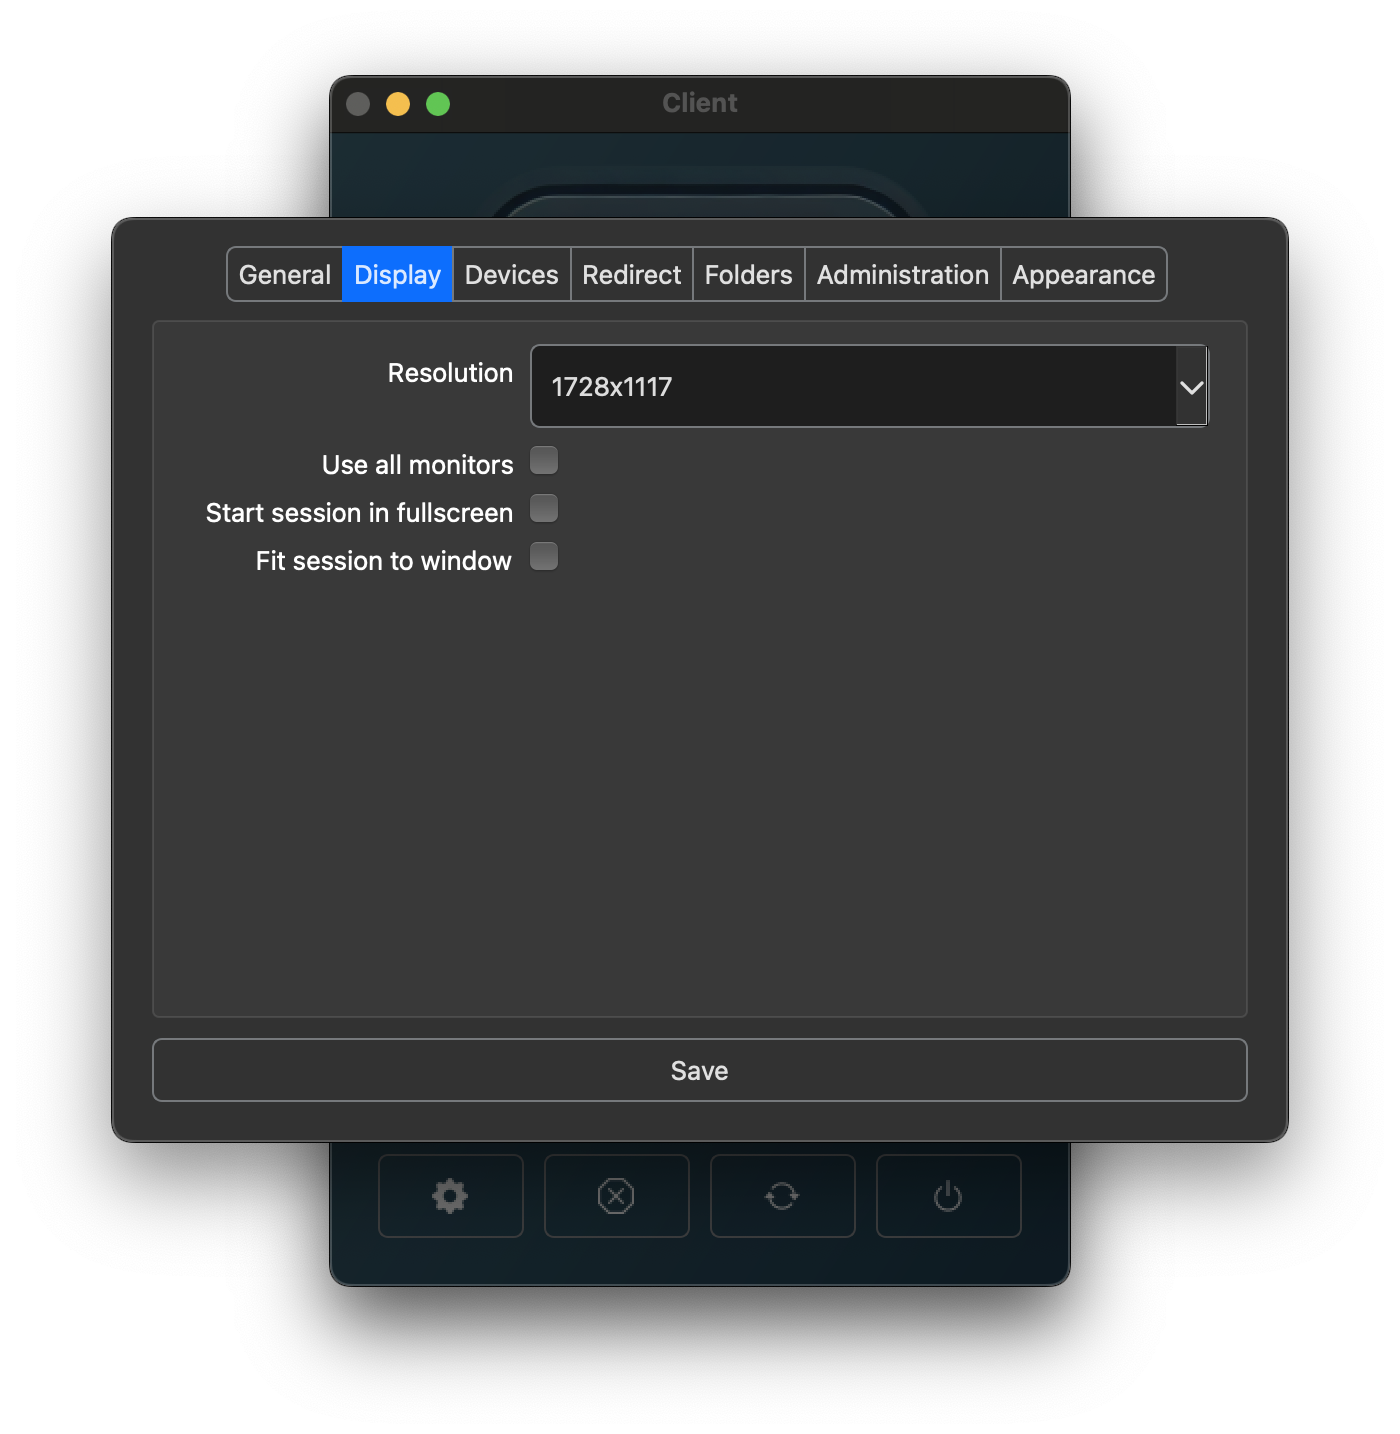 Client
General Display Devices Redirect Folders Administration Appearance
Resolution 1728x1117
Use all monitors
Start session in fullscreen
Fit session to window
Save